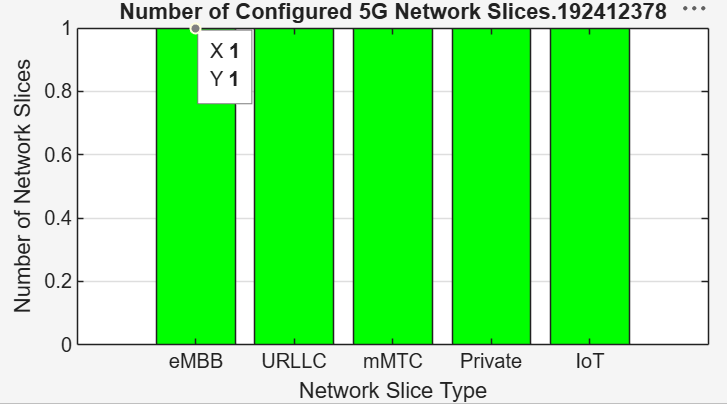 Number of Configured 5G Network Slices.192412378
Number of Network Slices
1
0.8
0.6
0.4
0.2
0
X 1
Y 1
eMBB URLLC mMTC Private IoT
Network Slice Type